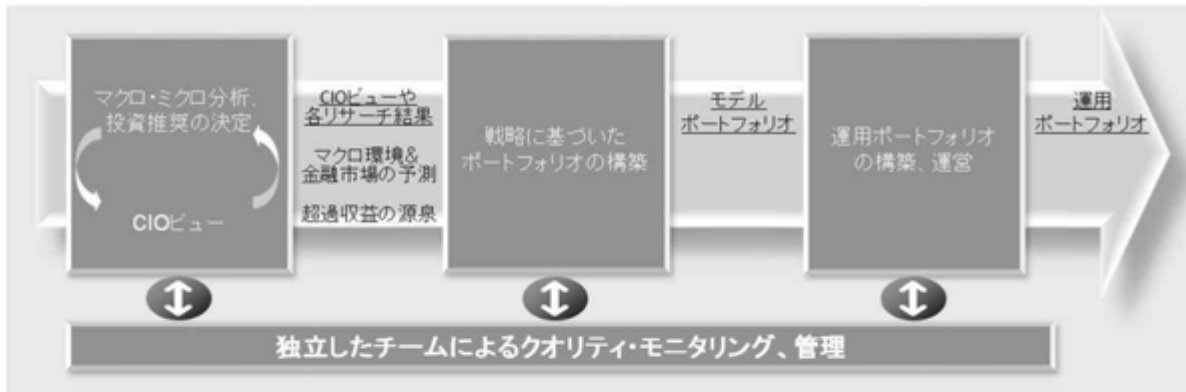 マクロ・ミクロ分析、
投資推奨の決定
CIOビュー
CIOビューや
各リサーチ結果
マクロ環境&
金融市場の予測
超過収益の源泉
戦略に基づいた
ポートフォリオの構築
モデル
ポートフォリオ
運用ポートフォリオ
の構築、運営
運用
ポートフォリオ
独立したチームによるクオリティ・モニタリング、管理